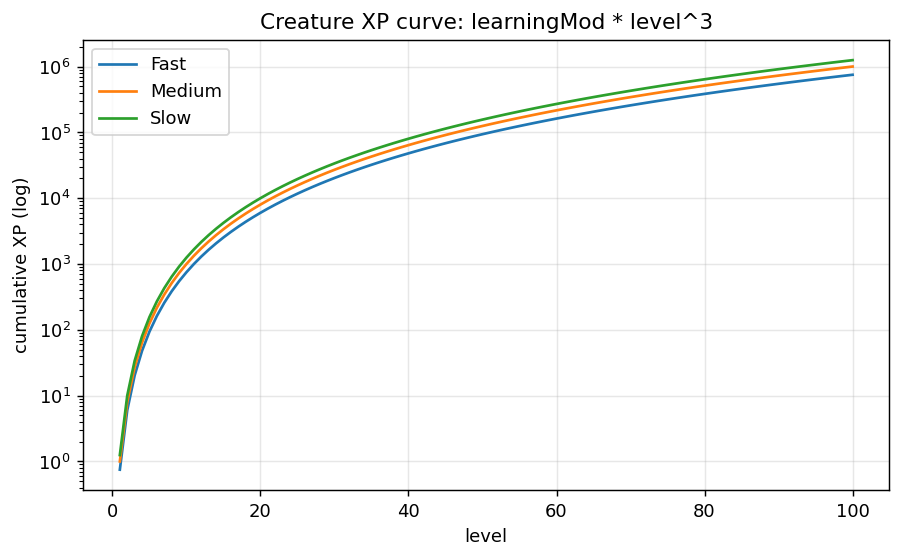 Creature XP curve: learningMod * level^3
Fast
Medium
Slow
cumulative XP (log)
10^6
10^5
10^4
10^3
10^2
10^1
10^0
0 20 40 60 80 100
level